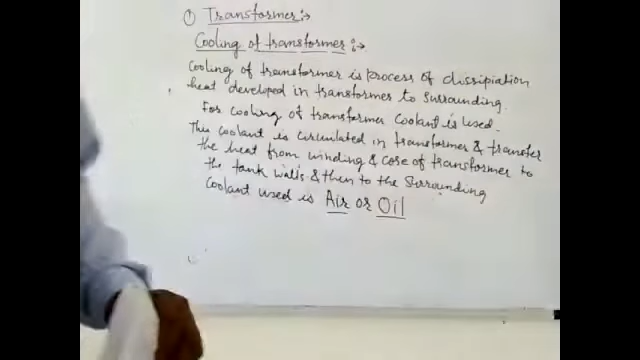 ① Transformer :→
Cooling of transformer :→
Cooling of transformer is process of dissipiation
heat developed in transformer to surrounding.
For cooling of transformer Coolant is used.
This coolant is circulated in transformer & transfer
the heat from winding & core of transformer to
the tank walls & then to the surrounding
Coolant used is Air or Oil